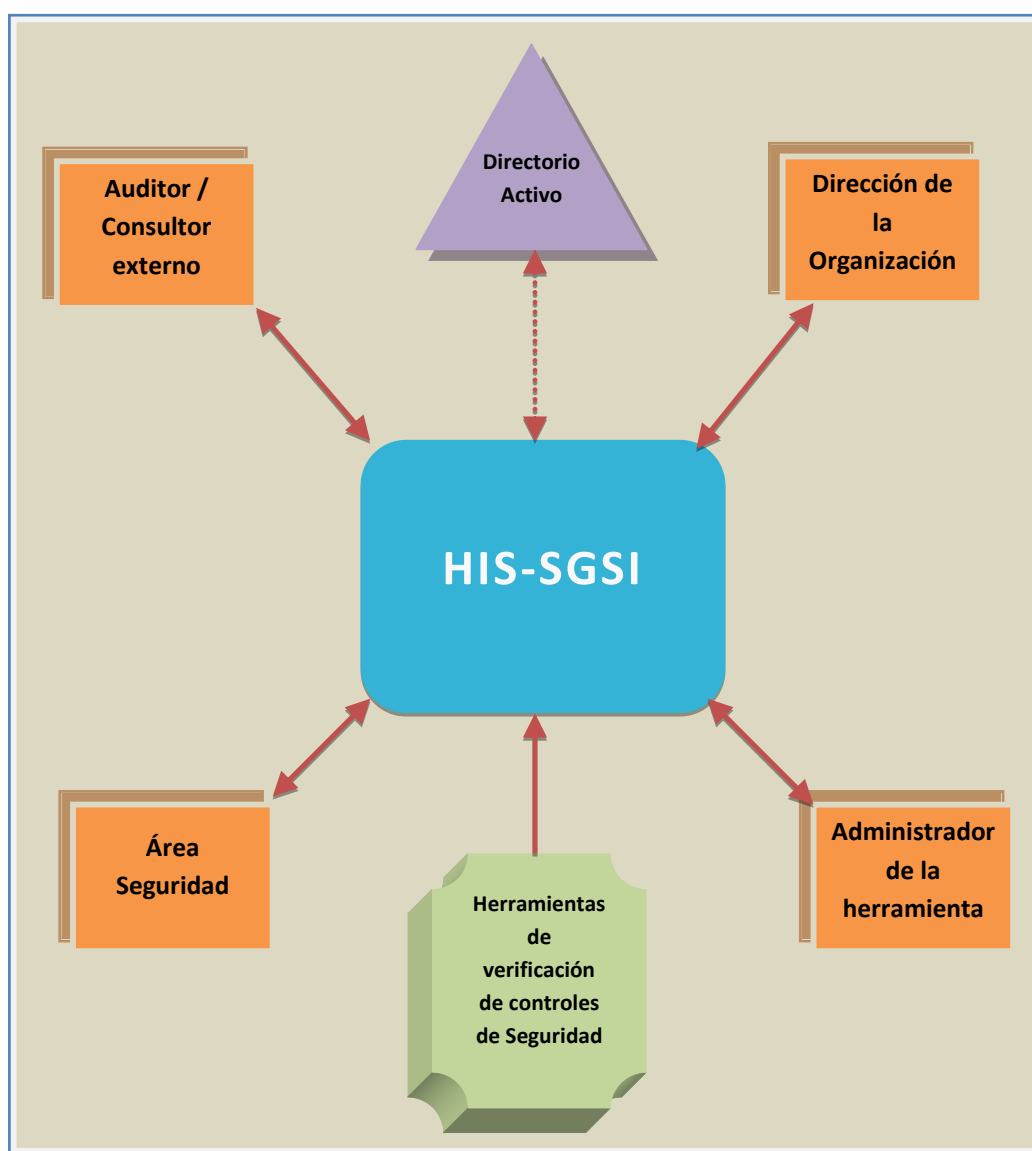 Directorio
Activo
Auditor /
Consultor
externo
Dirección de
la
Organización
HIS-SGSI
Área
Seguridad
Herramientas
de
verificación
de controles
de Seguridad
Administrador
de la
herramienta